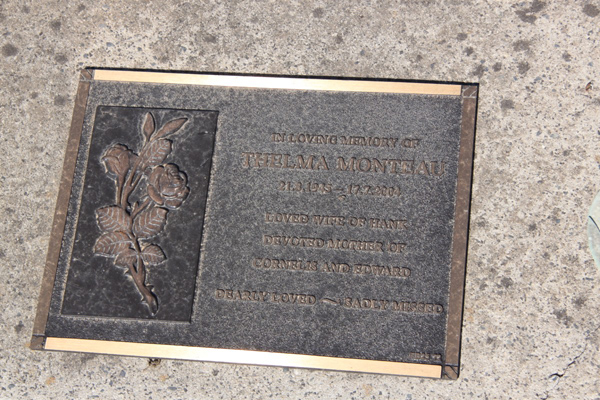 IN LOVING MEMORY OF
THELMA MONTEAU
LOVED WIFE OF HANK
DEVOTED MOTHER OF
KORNELIS AND EDWARD
DEARLY LOVED ~ SADLY MISSED